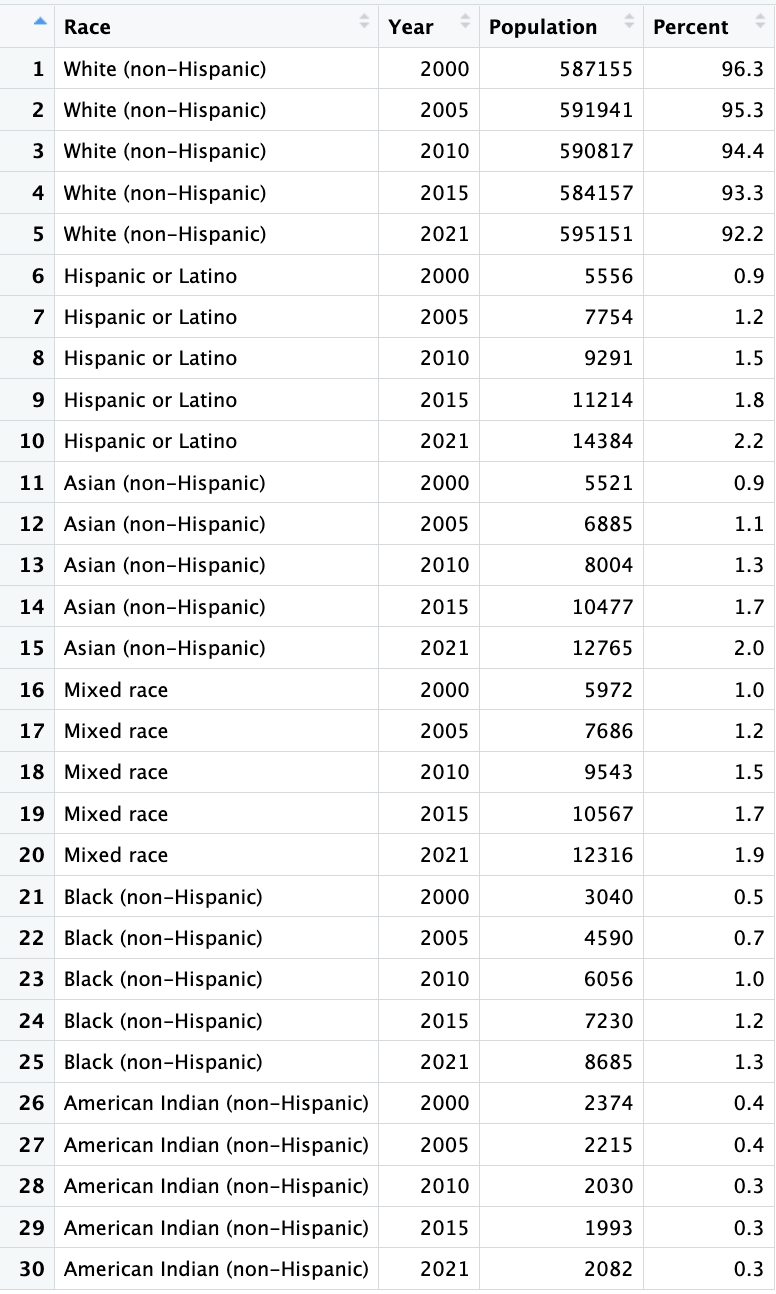 Race Year Population Percent
1 White (non-Hispanic) 2000 587155 96.3
2 White (non-Hispanic) 2005 591941 95.3
3 White (non-Hispanic) 2010 590817 94.4
4 White (non-Hispanic) 2015 584157 93.3
5 White (non-Hispanic) 2021 595151 92.2
6 Hispanic or Latino 2000 5556 0.9
7 Hispanic or Latino 2005 7754 1.2
8 Hispanic or Latino 2010 9291 1.5
9 Hispanic or Latino 2015 11214 1.8
10 Hispanic or Latino 2021 14384 2.2
11 Asian (non-Hispanic) 2000 5521 0.9
12 Asian (non-Hispanic) 2005 6885 1.1
13 Asian (non-Hispanic) 2010 8004 1.3
14 Asian (non-Hispanic) 2015 10477 1.7
15 Asian (non-Hispanic) 2021 12765 2.0
16 Mixed race 2000 5972 1.0
17 Mixed race 2005 7686 1.2
18 Mixed race 2010 9543 1.5
19 Mixed race 2015 10567 1.7
20 Mixed race 2021 12316 1.9
21 Black (non-Hispanic) 2000 3040 0.5
22 Black (non-Hispanic) 2005 4590 0.7
23 Black (non-Hispanic) 2010 6056 1.0
24 Black (non-Hispanic) 2015 7230 1.2
25 Black (non-Hispanic) 2021 8685 1.3
26 American Indian (non-Hispanic) 2000 2374 0.4
27 American Indian (non-Hispanic) 2005 2215 0.4
28 American Indian (non-Hispanic) 2010 2030 0.3
29 American Indian (non-Hispanic) 2015 1993 0.3
30 American Indian (non-Hispanic) 2021 2082 0.3